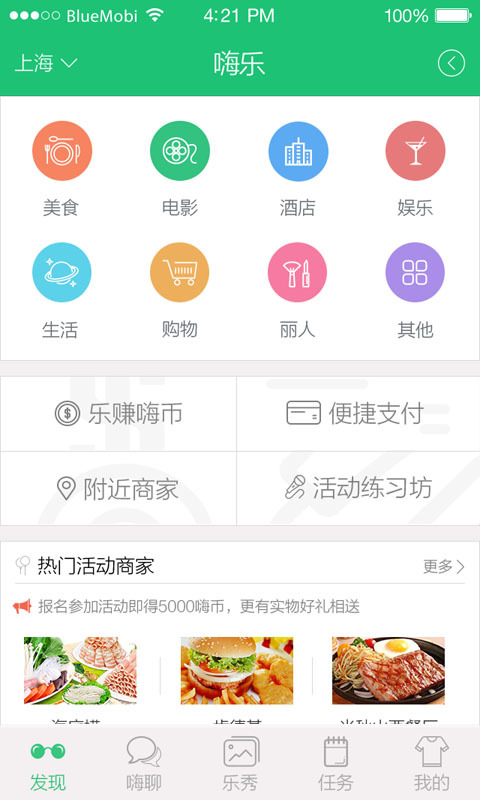 BlueMobi 4:21 PM 100%
上海 嗨乐
美食 电影 酒店 娱乐
生活 购物 丽人 其他
乐赚嗨币 便捷支付
附近商家 活动练习坊
热门活动商家 更多
报名参加活动即得5000嗨币，更有实物好礼相送
发现 嗨聊 乐秀 任务 我的